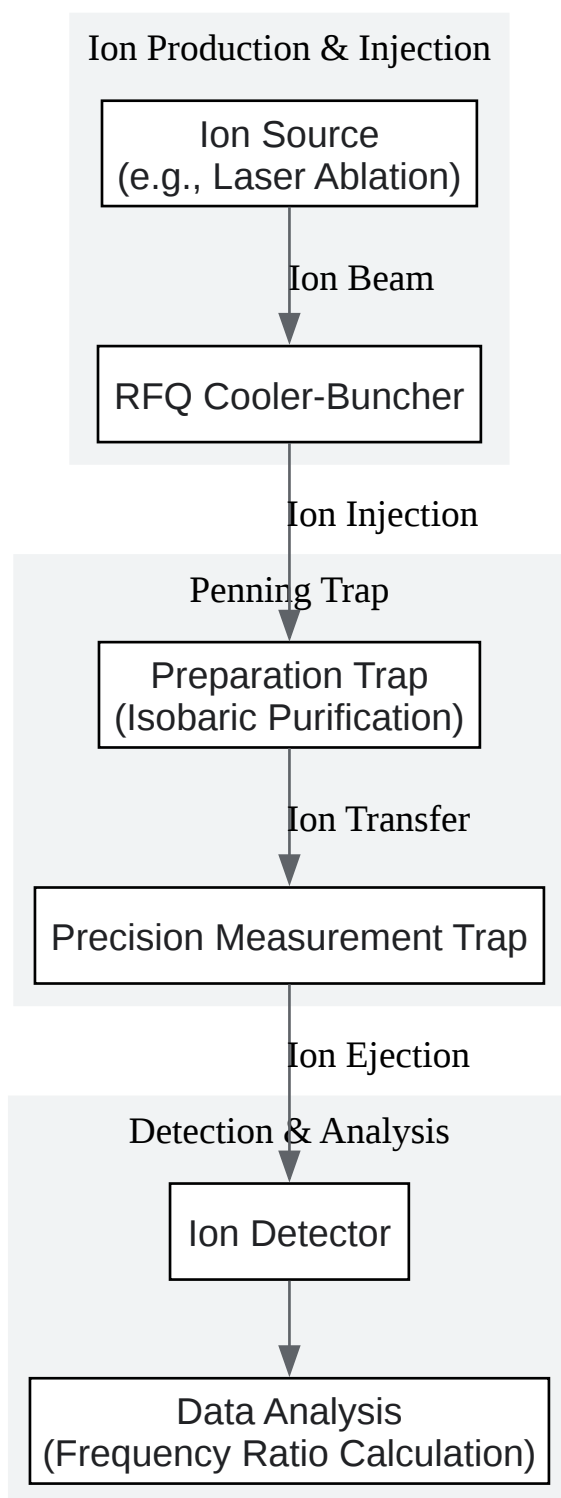 Ion Production & Injection
Ion Source
(e.g., Laser Ablation)
Ion Beam
RFQ Cooler-Buncher
Ion Injection
Penning Trap
Preparation Trap
(Isobaric Purification)
Ion Transfer
Precision Measurement Trap
Ion Ejection
Detection & Analysis
Ion Detector
Data Analysis
(Frequency Ratio Calculation)